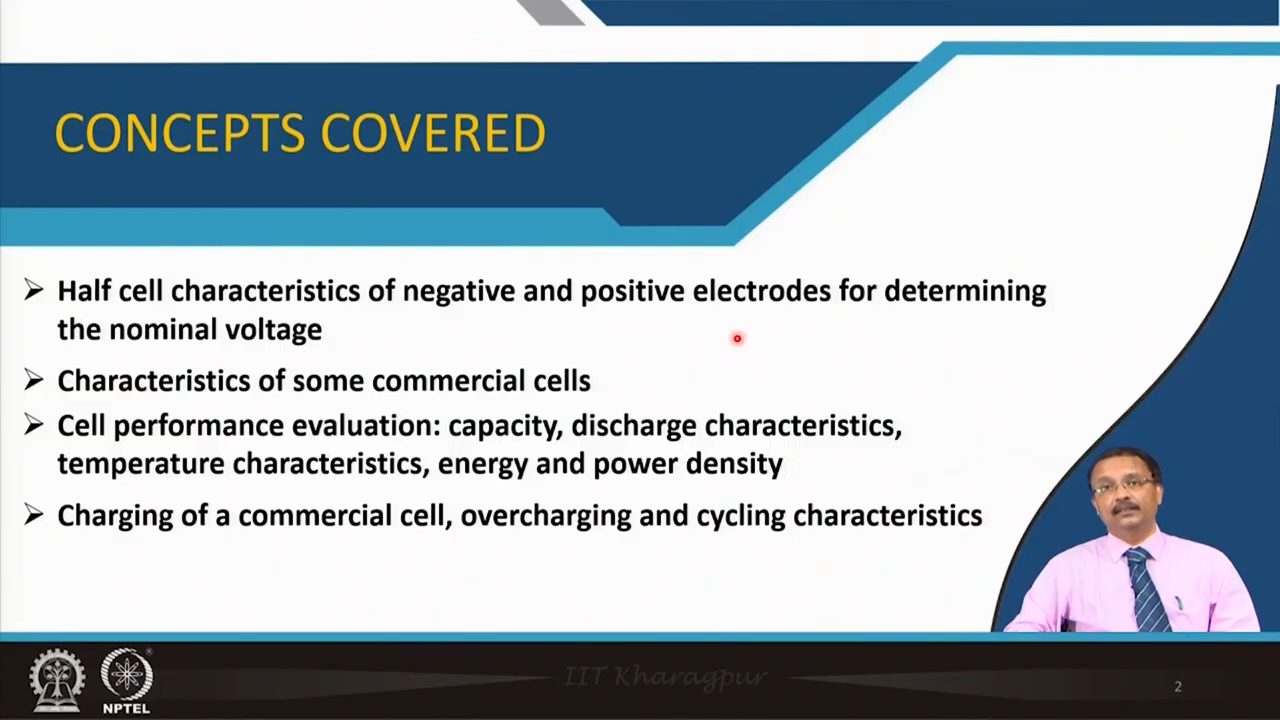 CONCEPTS COVERED
➢ Half cell characteristics of negative and positive electrodes for determining
the nominal voltage
➢ Characteristics of some commercial cells
➢ Cell performance evaluation: capacity, discharge characteristics,
temperature characteristics, energy and power density
➢ Charging of a commercial cell, overcharging and cycling characteristics
IIT Kharagpur
NPTEL
2